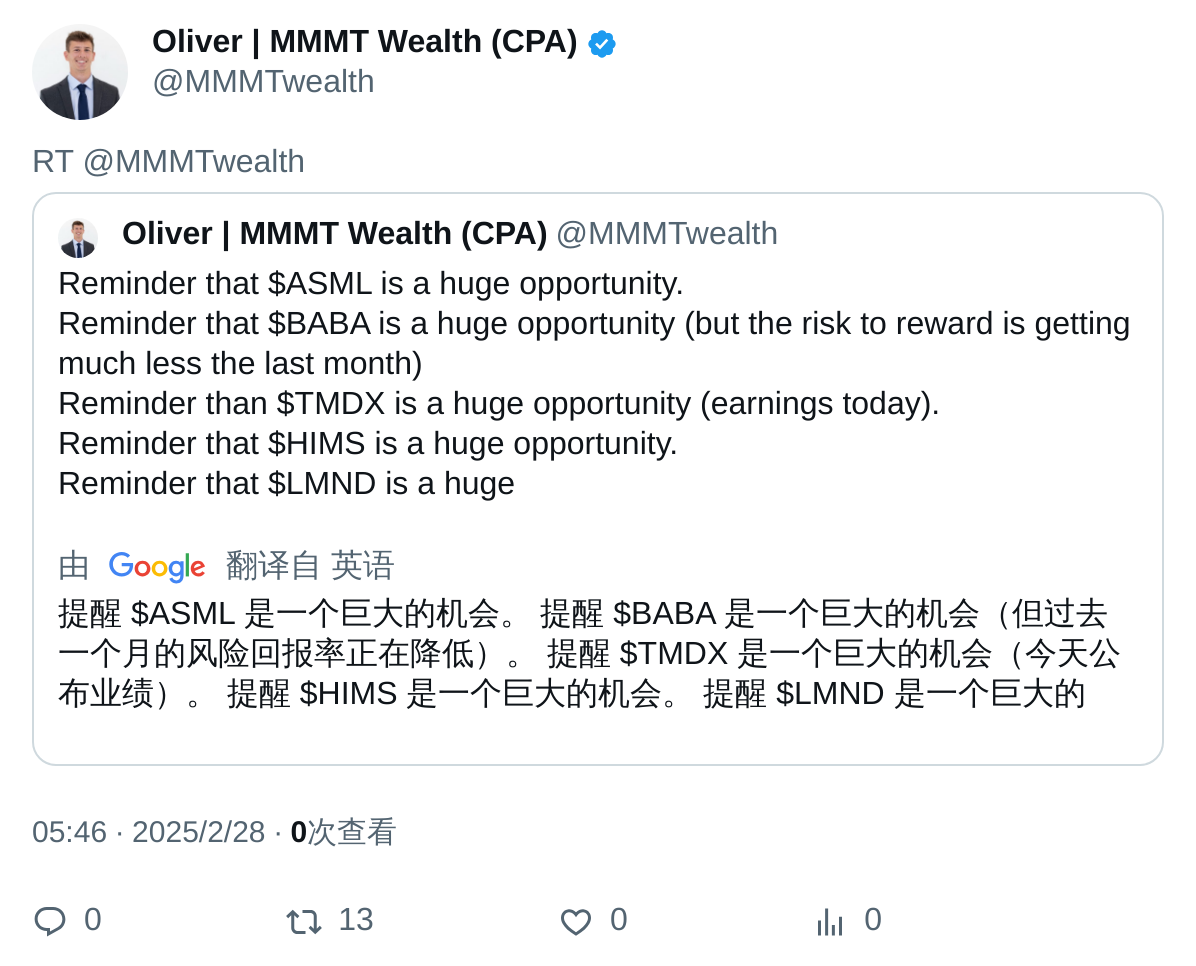 Oliver | MMMT Wealth (CPA)
@MMMTwealth
RT @MMMTwealth
Oliver | MMMT Wealth (CPA) @MMMTwealth
Reminder that $ASML is a huge opportunity.
Reminder that $BABA is a huge opportunity (but the risk to reward is getting
much less the last month)
Reminder than $TMDX is a huge opportunity (earnings today).
Reminder that $HIMS is a huge opportunity.
Reminder that $LMND is a huge
由 Google 翻译自 英语
提醒 $ASML 是一个巨大的机会。 提醒 $BABA 是一个巨大的机会（但过去
一个月的风险回报率正在降低）。 提醒 $TMDX 是一个巨大的机会（今天公
布业绩）。 提醒 $HIMS 是一个巨大的机会。 提醒 $LMND 是一个巨大的
05:46 · 2025/2/28 · 0次查看
0 13 0 0